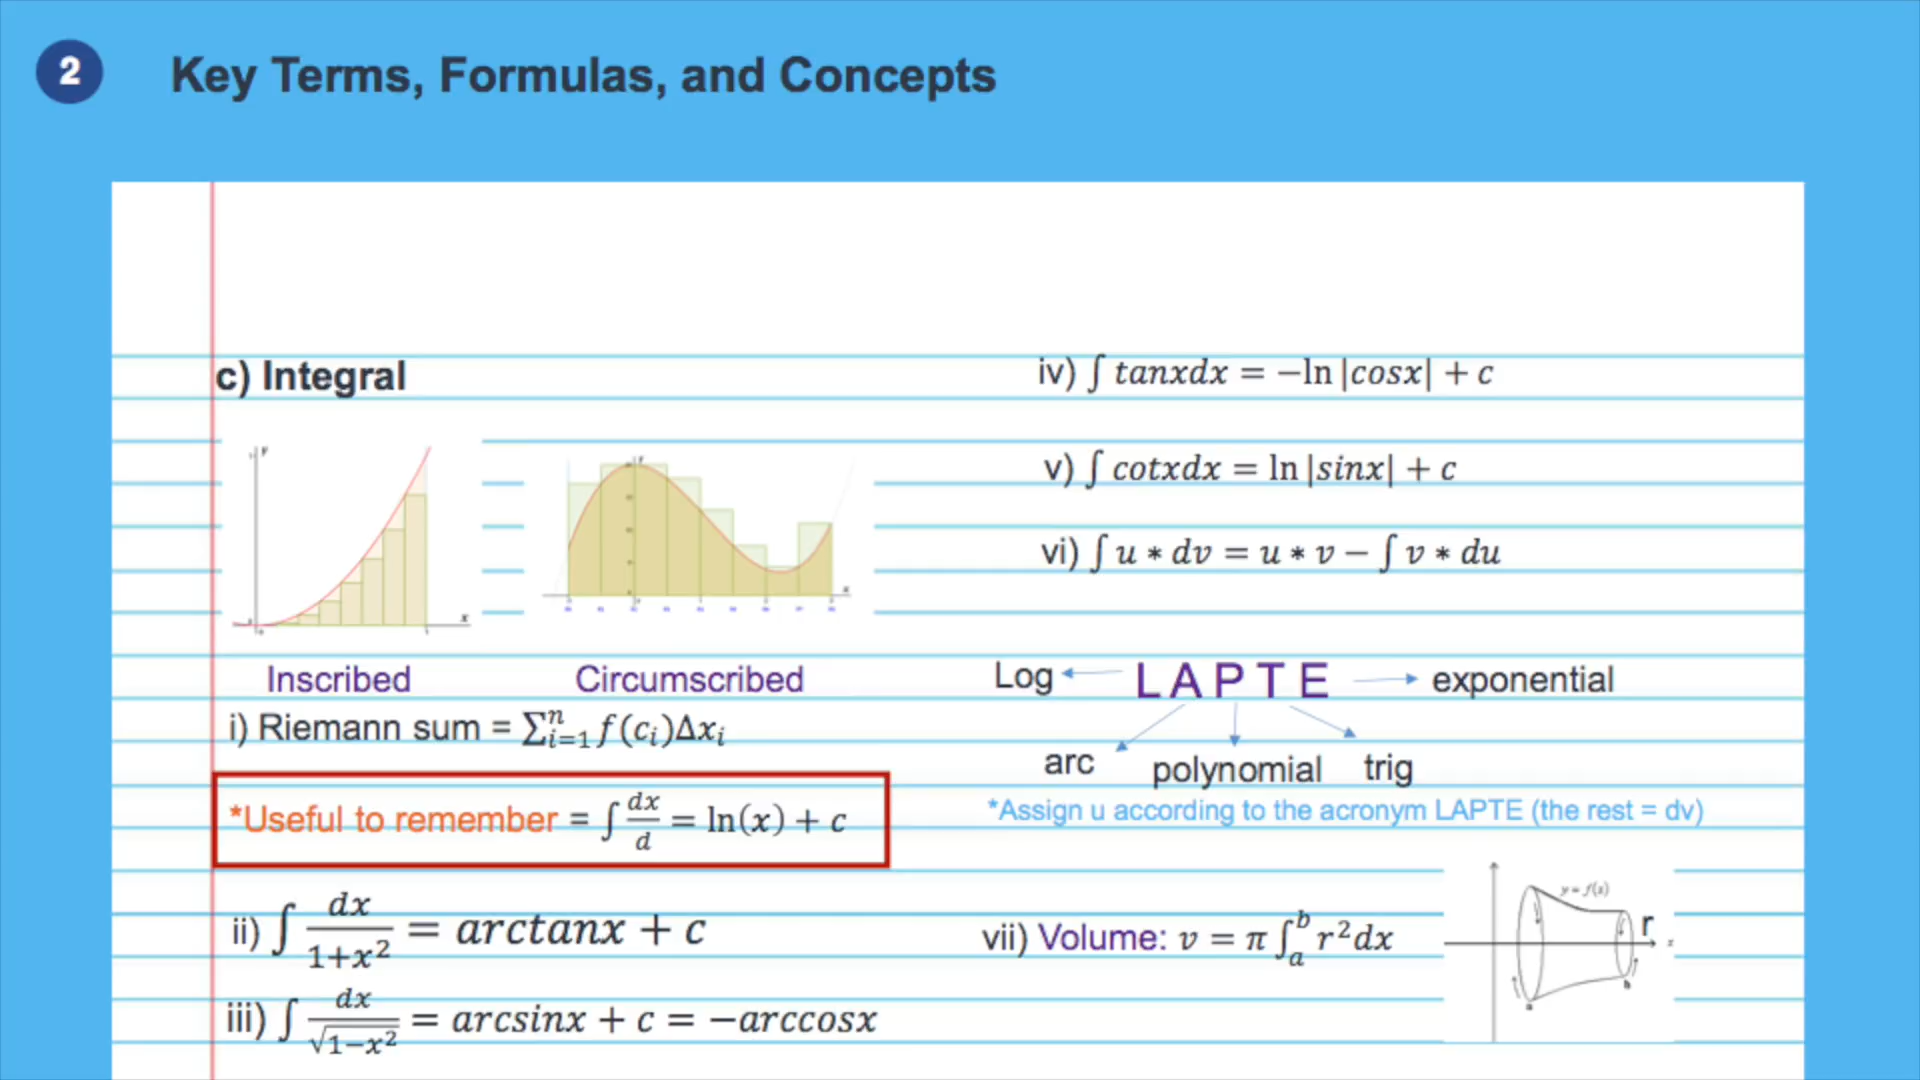 2
Key Terms, Formulas, and Concepts
c) Integral
y
x
Inscribed
y
x
Circumscribed
i) Riemann sum = ∑ⁿᵢ₌₁ f(cᵢ)Δxᵢ
*Useful to remember = ∫ dx/d = ln(x) + c
ii) ∫ dx/1+x² = arctanx + c
iii) ∫ dx/√1−x² = arcsinx + c = −arccosx
iv) ∫ tanxdx = −ln |cosx| + c
v) ∫ cotxdx = ln |sinx| + c
vi) ∫ u * dv = u * v − ∫ v * du
Log L A P T E exponential
arc polynomial trig
*Assign u according to the acronym LAPTE (the rest = dv)
vii) Volume: v = π ∫ₐᵇ r²dx
y = f(x)
r
a
b